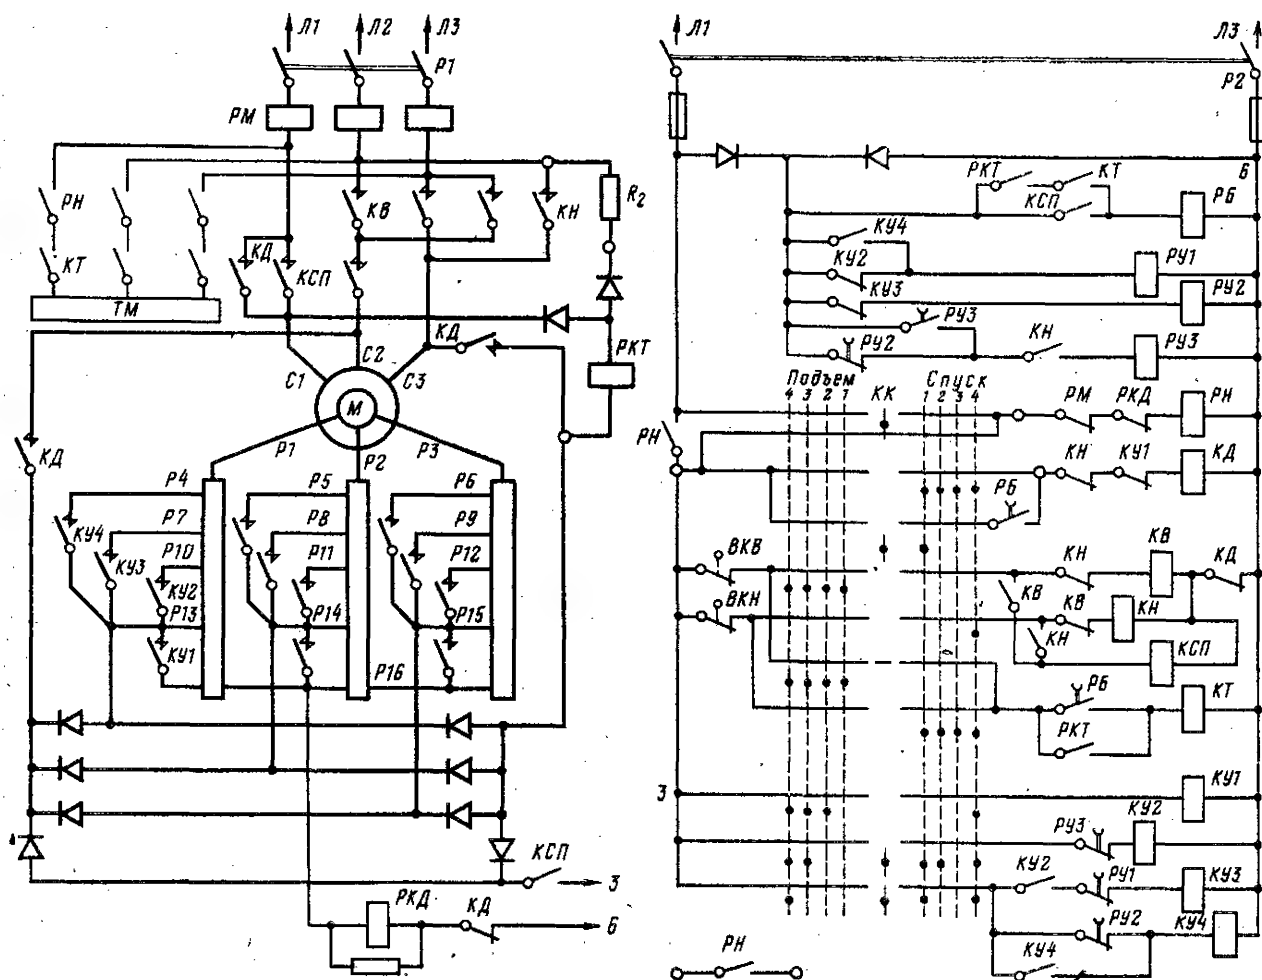 Л1 Л2 Л3
Р1
РМ
РН
КТ
ТМ
КВ
КН
R2
КД
КСП
КД
РКТ
С1 С2 С3
М
Р1 Р2 Р3
КД
Р4 Р5 Р6
КУ4
Р7 Р8 Р9
КУ3
Р10 Р11 Р12
КУ2
Р13 Р14 Р15
КУ1
Р16
КСП
3
РКД
КД
Б
Л1 Л3
Р2
Б
РКТ КТ
КСП
РБ
КУ4
КУ2
РУ1
КУ3
РУ2
РУ3
РУ2
КН
РУ3
Подъем КК Спуск
4 3 2 1 1 2 3 4
РН
РМ РКД РН
КН КУ1 КД
РБ
ВКВ
КН
КВ
КД
ВКН
КВ
КВ
КН
КН
КСП
РБ
КТ
РКТ
3
КУ1
РУ3
КУ2
КУ2
РУ1
КУ3
РУ2
КУ4
КУ4
РН